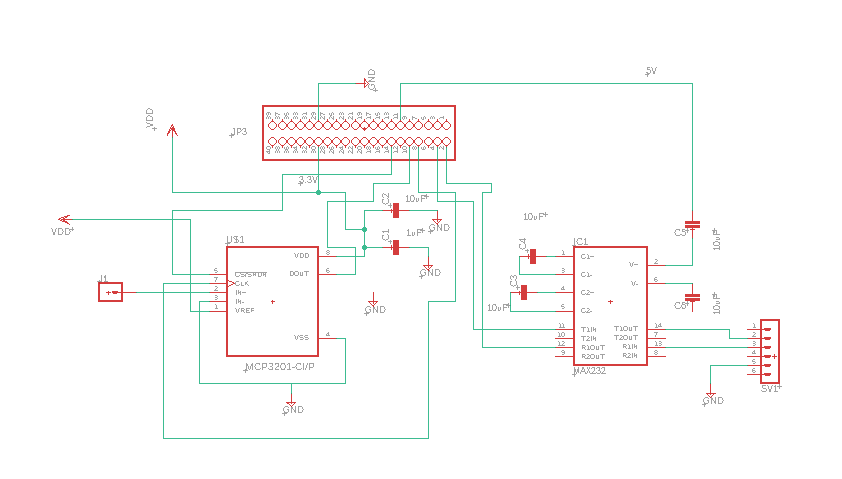 GND
5V
VDD
39 37 35 33 31 29 27 25 23 21 19 17 15 13 11 9 7 5 3 1
JP3
40 38 36 34 32 30 28 26 24 22 20 18 16 14 12 10 8 6 4 2
3.3V
C2
10uF
VDD
GND
C1
1uF
GND
US1
VDD 8
DOUT 6
5 CS/SHDN
7 CLK
2 IN+
3 IN-
1 VREF
VSS 4
J1
GND
MCP3201-CI/P
GND
10uF
C4
C3
10uF
IC1
1 C1+
3 C1-
4 C2+
5 C2-
V+ 2
V- 6
11 T1IN
10 T2IN
12 R1OUT
9 R2OUT
T1OUT 14
T2OUT 7
R1IN 13
R2IN 8
MAX232
C5
10uF
C6
10uF
1
2
3
4
5
6
SV1
GND